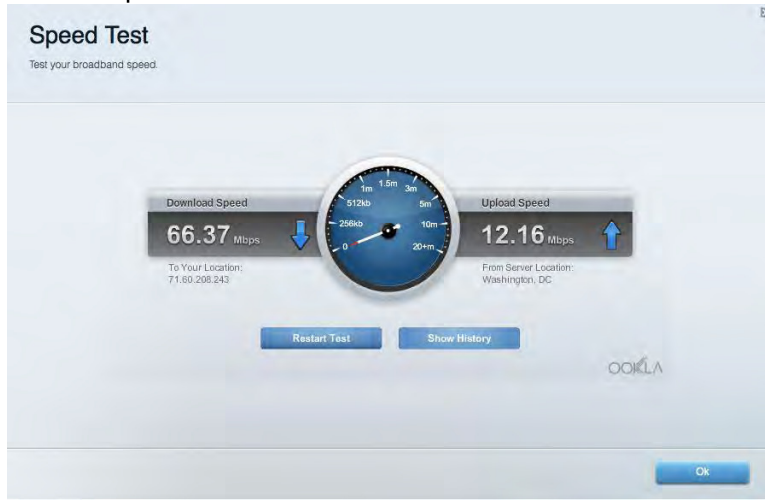 Speed Test
Test your broadband speed.
Download Speed
66.37 Mbps
To Your Location:
71.60.208.243
0
256kb
512kb
1m
1.5m
3m
5m
10m
20+m
Upload Speed
12.16 Mbps
From Server Location:
Washington, DC
Restart Test
Show History
OOKLA
Ok